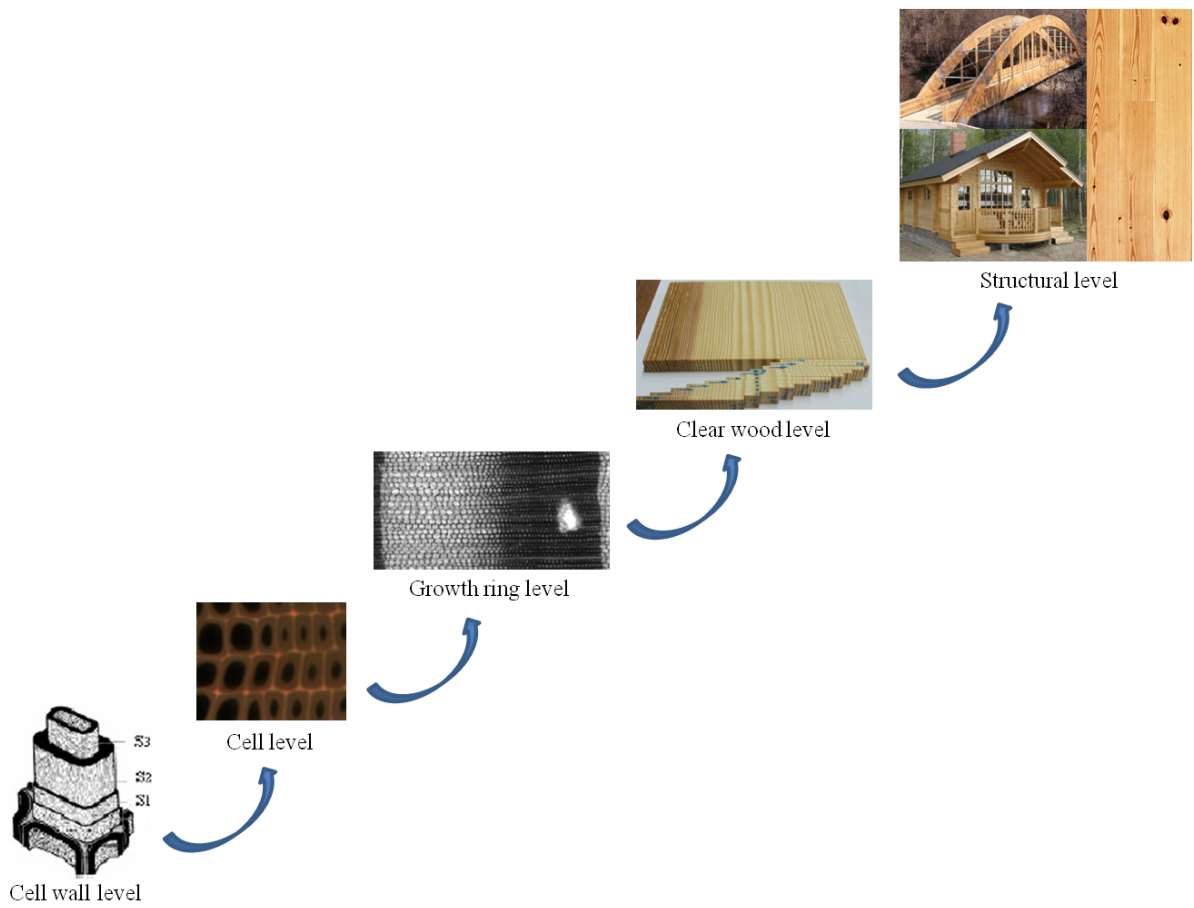 Structural level
Clear wood level
Growth ring level
Cell level
S3
S2
S1
Cell wall level